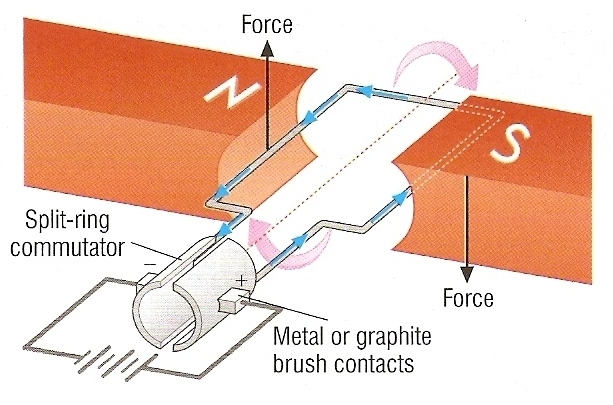 Force
N
S
Split-ring
commutator
−
+
Force
Metal or graphite
brush contacts